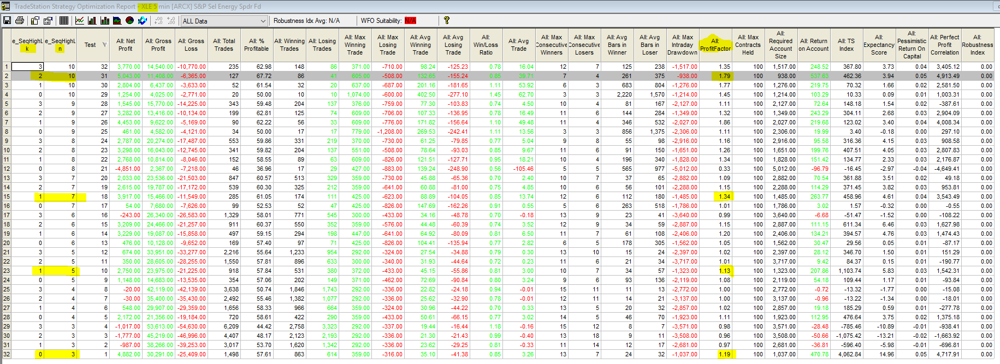 TradeStation Strategy Optimization Report - XLE 5 min [ARCX] S&P Sel Energy Spdr Fd
ALL Data Robustness Idx Avg: N/A WFO Suitability: N/A
e_SeqHighL k e_SeqHighL n Test All: Net Profit All: Gross Profit All: Gross Loss All: Total Trades All: % Profitable All: Winning Trades All: Losing Trades All: Max Winning Trade All: Max Losing Trade All: Avg Winning Trade All: Avg Losing Trade All: Win/Loss Ratio All: Avg Trade All: Max Consecutive Winners All: Max Consecutive Losers All: Avg Bars in Winner All: Avg Bars in Loser All: Max Intraday Drawdown All: ProfitFactor All: Max Contracts Held All: Required Account Size All: Return on Account All: TS Index All: Expectancy Score All: Pessimistic Return On Capital All: Perfect Profit Correlation All: Robustness Index
1 3 10 32 3,770.00 14,540.00 -10,770.00 235 62.98 148 86 371.00 -710.00 98.24 -125.23 0.78 16.04 12 7 125 238 -1,517.00 1.35 100 1,517.00 248.52 367.80 3.73 0.04 3,405.12 0.00
2 2 10 31 5,043.00 11,408.00 -6,365.00 127 67.72 86 41 605.00 -508.00 132.65 -155.24 0.85 39.71 7 4 261 375 -938.00 1.79 100 938.00 537.63 462.36 3.94 0.05 4,913.49 0.00
3 1 10 30 2,804.00 6,437.00 -3,633.00 52 61.54 32 20 637.00 -687.00 201.16 -181.65 1.11 53.92 6 3 683 804 -1,276.00 1.77 100 1,276.00 219.75 70.32 1.66 0.02 2,581.50 0.00
4 0 10 29 1,254.00 4,025.00 -2,771.00 20 50.00 10 10 1,074.00 -600.00 402.50 -277.10 1.45 62.70 3 3 2,220 1,570 -1,214.00 1.45 100 1,214.00 103.29 10.33 0.09 0.01 1,003.31 0.00
5 3 9 28 1,545.00 15,770.00 -14,225.00 343 59.48 204 137 376.00 -759.00 77.30 -103.83 0.74 4.50 10 4 81 167 -2,127.00 1.11 100 2,127.00 72.64 148.18 1.54 0.02 -387.61 0.00
6 2 9 27 3,282.00 13,416.00 -10,134.00 199 62.81 125 74 609.00 -706.00 107.33 -136.95 0.78 16.49 11 6 144 284 -1,349.00 1.32 100 1,349.00 243.29 304.11 2.68 0.03 2,904.09 0.00
7 1 9 26 4,453.00 9,622.00 -5,169.00 90 62.22 56 33 609.00 -776.00 171.82 -156.64 1.10 49.48 11 4 346 532 -2,027.00 1.86 100 2,027.00 219.68 123.02 3.40 0.04 4,008.34 0.00
8 0 9 25 461.00 4,582.00 -4,121.00 34 50.00 17 17 779.00 -1,208.00 269.53 -242.41 1.11 13.56 3 3 856 1,375 -2,306.00 1.11 100 2,306.00 19.99 3.40 -0.18 0.00 297.10 0.00
9 3 8 24 2,787.00 20,274.00 -17,487.00 553 59.86 331 219 370.00 -730.00 61.25 -79.85 0.77 5.04 9 8 55 98 -2,916.00 1.16 100 2,916.00 95.58 316.36 4.15 0.03 908.58 0.00
10 2 8 23 3,298.00 16,043.00 -12,745.00 341 59.82 204 137 551.00 -508.00 78.64 -93.03 0.85 9.67 11 6 91 150 -1,651.00 1.26 100 1,651.00 199.76 407.51 4.05 0.03 2,807.83 0.00
11 1 8 22 2,768.00 10,814.00 -8,046.00 152 58.55 89 63 609.00 -826.00 121.51 -127.71 0.95 18.21 10 4 196 340 -1,828.00 1.34 100 1,828.00 151.42 134.77 2.33 0.03 2,176.87 0.00
12 0 8 21 -4,851.00 2,367.00 -7,218.00 46 36.96 17 29 427.00 -883.00 139.24 -248.90 0.56 -105.46 5 5 565 977 -5,012.00 0.33 100 5,012.00 -96.79 -16.45 -2.97 -0.04 -4,649.41 0.00
13 3 7 20 2,033.00 23,536.00 -21,503.00 847 60.57 513 329 359.00 -730.00 45.88 -65.36 0.70 2.40 10 7 37 65 -2,882.00 1.09 100 2,882.00 70.54 361.88 3.51 0.02 49.18 0.00
14 2 7 19 2,615.00 19,787.00 -17,172.00 539 60.30 325 212 359.00 -641.00 60.88 -81.00 0.75 4.85 10 6 56 101 -2,288.00 1.15 100 2,288.00 114.29 371.45 3.82 0.03 953.81 0.00
15 1 7 18 3,917.00 15,466.00 -11,549.00 285 61.05 174 111 425.00 -623.00 88.89 -104.05 0.85 13.74 12 6 112 180 -1,485.00 1.34 100 1,485.00 263.77 458.96 4.61 0.04 3,543.49 0.00
16 0 7 17 54.00 7,680.00 -7,626.00 99 52.53 52 47 425.00 -826.00 147.69 -162.26 0.91 0.55 5 6 263 518 -1,786.00 1.01 100 1,786.00 3.02 1.57 -0.32 0.00 -0.55 0.00
17 3 6 16 -243.00 26,340.00 -26,583.00 1,329 58.01 771 545 300.00 -433.00 34.16 -48.78 0.70 -0.18 13 9 23 41 -3,640.00 0.99 100 3,640.00 -6.68 -51.47 -1.52 0.00 -108.22 0.00
18 2 6 15 3,209.00 24,466.00 -21,257.00 911 60.37 550 352 359.00 -576.00 44.48 -60.39 0.74 3.52 12 9 34 59 -2,887.00 1.15 100 2,887.00 111.15 611.34 6.46 0.03 1,627.98 0.00
19 1 6 14 3,229.00 19,087.00 -15,858.00 497 59.15 294 198 447.00 -641.00 64.92 -80.09 0.81 6.50 11 7 61 108 -2,406.00 1.20 100 2,406.00 134.21 394.57 4.76 0.03 1,474.43 0.00
20 0 6 13 476.00 10,128.00 -9,652.00 169 57.40 97 71 425.00 -826.00 104.41 -135.94 0.77 2.82 6 5 178 305 -1,562.00 1.05 100 1,562.00 30.47 29.56 0.05 0.01 -87.17 0.00
21 3 5 12 674.00 33,951.00 -33,277.00 2,216 55.64 1,233 954 292.00 -324.00 27.54 -34.88 0.79 0.30 13 10 15 24 -2,397.00 1.02 100 2,397.00 28.12 346.70 1.50 0.01 151.29 0.00
22 2 5 11 350.00 28,605.00 -28,255.00 1,550 57.81 896 633 300.00 -340.00 31.93 -44.64 0.72 0.23 11 6 21 34 -3,717.00 1.01 100 3,717.00 9.42 84.37 0.15 0.01 -190.77 0.00
23 1 5 10 2,750.00 23,975.00 -21,225.00 918 57.84 531 380 372.00 -433.00 45.15 -55.86 0.81 3.00 10 7 34 57 -1,323.00 1.13 100 1,323.00 207.86 1,103.74 5.83 0.03 1,542.31 0.00
24 0 5 9 1,148.00 14,683.00 -13,535.00 354 57.06 202 149 371.00 -462.00 72.69 -90.84 0.80 3.24 9 6 93 136 -2,119.00 1.08 100 2,119.00 54.18 109.44 1.17 0.01 -93.84 0.00
25 3 4 8 -20.00 42,119.00 -42,139.00 3,638 50.74 1,846 1,743 292.00 -336.00 22.82 -24.18 0.94 -0.01 15 11 11 13 -2,772.00 1.00 100 2,772.00 -0.72 -13.32 -1.77 0.00 -15.08 0.00
26 2 4 7 -30.00 35,400.00 -35,430.00 2,492 55.46 1,382 1,077 292.00 -336.00 25.62 -32.90 0.78 -0.01 12 11 14 21 -3,137.00 1.00 100 3,137.00 -0.96 -13.22 -1.34 0.00 -18.01 0.00
27 1 4 6 548.00 29,907.00 -29,359.00 1,656 58.33 966 664 359.00 -336.00 30.96 -44.22 0.70 0.33 13 5 20 32 -2,857.00 1.02 100 2,857.00 19.18 185.29 0.59 0.01 -277.78 0.00
28 0 4 5 2,172.00 21,356.00 -19,184.00 720 58.61 422 290 359.00 -433.00 50.61 -66.15 0.77 3.02 14 5 46 70 -1,923.00 1.11 100 1,923.00 112.95 476.64 3.75 0.02 1,375.18 0.00
29 3 3 4 -1,017.00 53,613.00 -54,630.00 6,209 44.42 2,758 3,323 337.00 -337.00 19.44 -16.44 1.18 -0.16 15 12 8 7 -3,571.00 0.98 100 3,571.00 -28.48 -785.46 -10.89 -0.01 -938.41 0.00
30 2 3 3 -1,777.00 45,219.00 -46,996.00 4,407 48.17 2,123 2,193 292.00 -337.00 21.30 -21.43 0.99 -0.40 13 18 9 11 -3,508.00 0.96 100 3,508.00 -50.66 -1,075.42 -13.21 -0.02 -1,663.92 0.00
31 1 3 2 -987.00 38,266.00 -39,253.00 3,017 53.70 1,620 1,342 292.00 -336.00 23.62 -29.25 0.81 -0.33 11 14 12 17 -2,681.00 0.97 100 2,681.00 -36.81 -596.40 -5.98 -0.01 -696.81 0.00
32 0 3 1 4,882.00 30,291.00 -25,409.00 1,498 57.61 863 614 359.00 -316.00 35.10 -41.38 0.85 3.26 13 7 24 32 -1,037.00 1.19 100 1,037.00 470.78 4,062.84 14.96 0.03 4,717.91 0.00